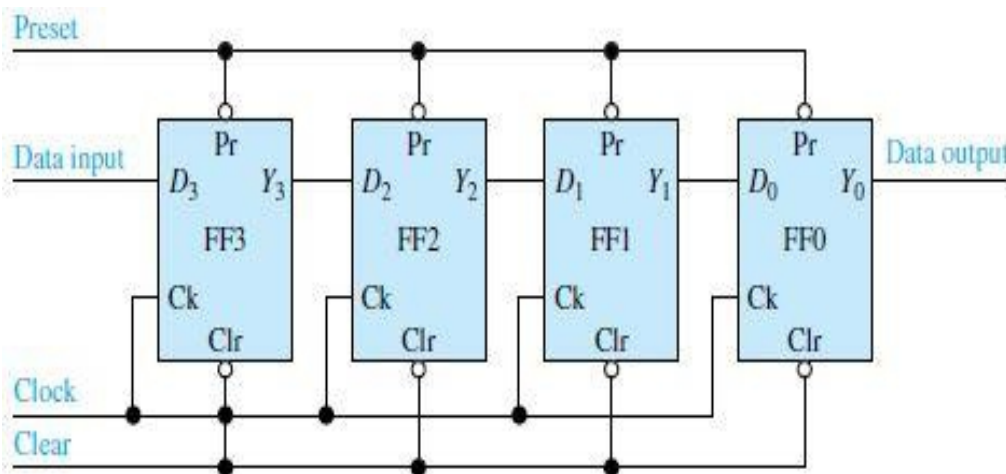 Preset
Pr Pr Pr Pr
Data input Data output
D₃ Y₃ D₂ Y₂ D₁ Y₁ D₀ Y₀
FF3 FF2 FF1 FF0
Ck Ck Ck Ck
Clr Clr Clr Clr
Clock
Clear